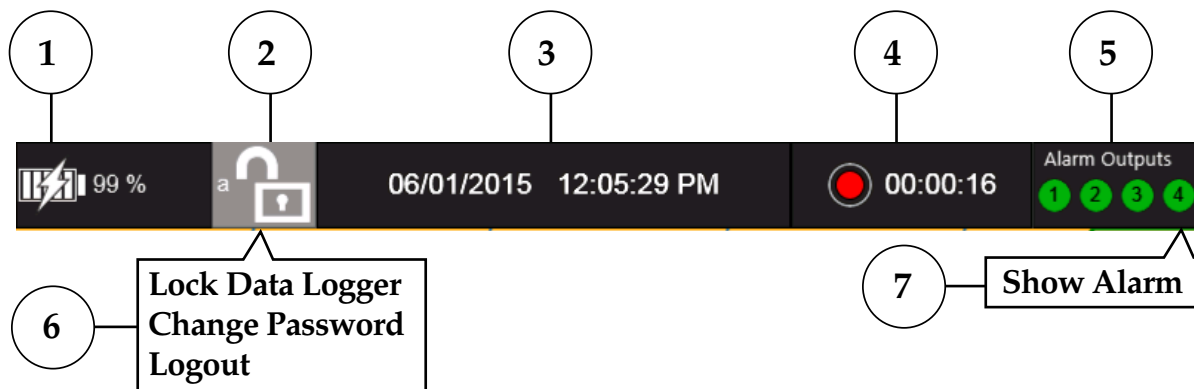 1 2 3 4 5
99 % a 06/01/2015 12:05:29 PM 00:00:16 Alarm Outputs
1 2 3 4
6 Lock Data Logger
Change Password
Logout
7 Show Alarm